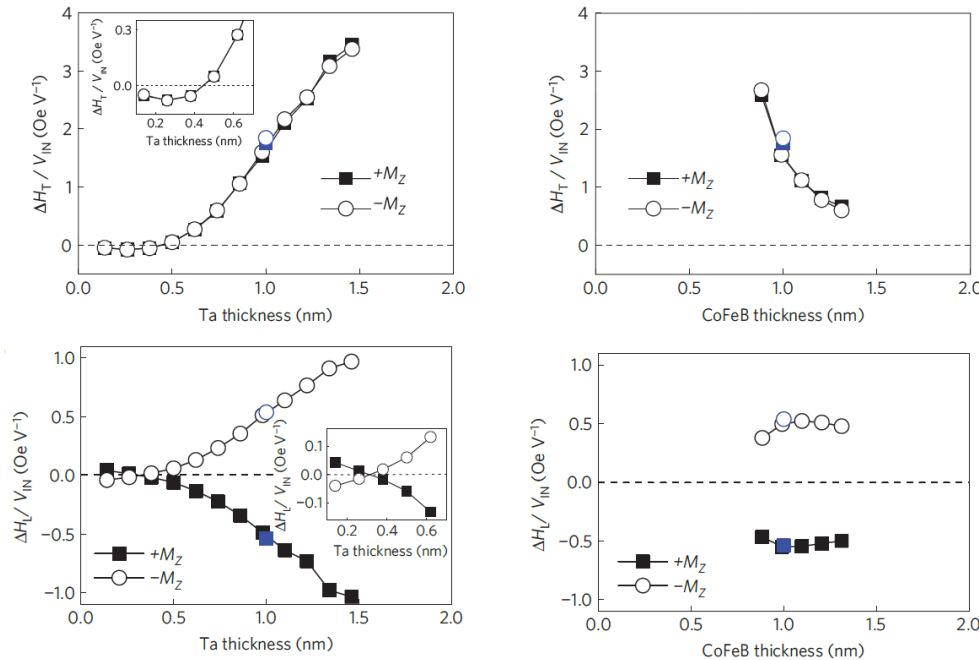 4
3
2
1
0
ΔH_T / V_IN (Oe V⁻¹)
0.3
0.0
ΔH_T / V_IN (Oe V⁻¹)
0.2 0.4 0.6
Ta thickness (nm)
+M_Z
−M_Z
0.0 0.5 1.0 1.5 2.0
Ta thickness (nm)
4
3
2
1
0
ΔH_T / V_IN (Oe V⁻¹)
+M_Z
−M_Z
0.0 0.5 1.0 1.5 2.0
CoFeB thickness (nm)
1.0
0.5
0.0
−0.5
−1.0
ΔH_L/ V_IN (Oe V⁻¹)
0.1
0.0
−0.1
ΔH_L/ V_IN (Oe V⁻¹)
0.2 0.4 0.6
Ta thickness (nm)
+M_Z
−M_Z
0.0 0.5 1.0 1.5 2.0
Ta thickness (nm)
1.0
0.5
0.0
−0.5
−1.0
ΔH_L/ V_IN (Oe V⁻¹)
+M_Z
−M_Z
0.0 0.5 1.0 1.5 2.0
CoFeB thickness (nm)